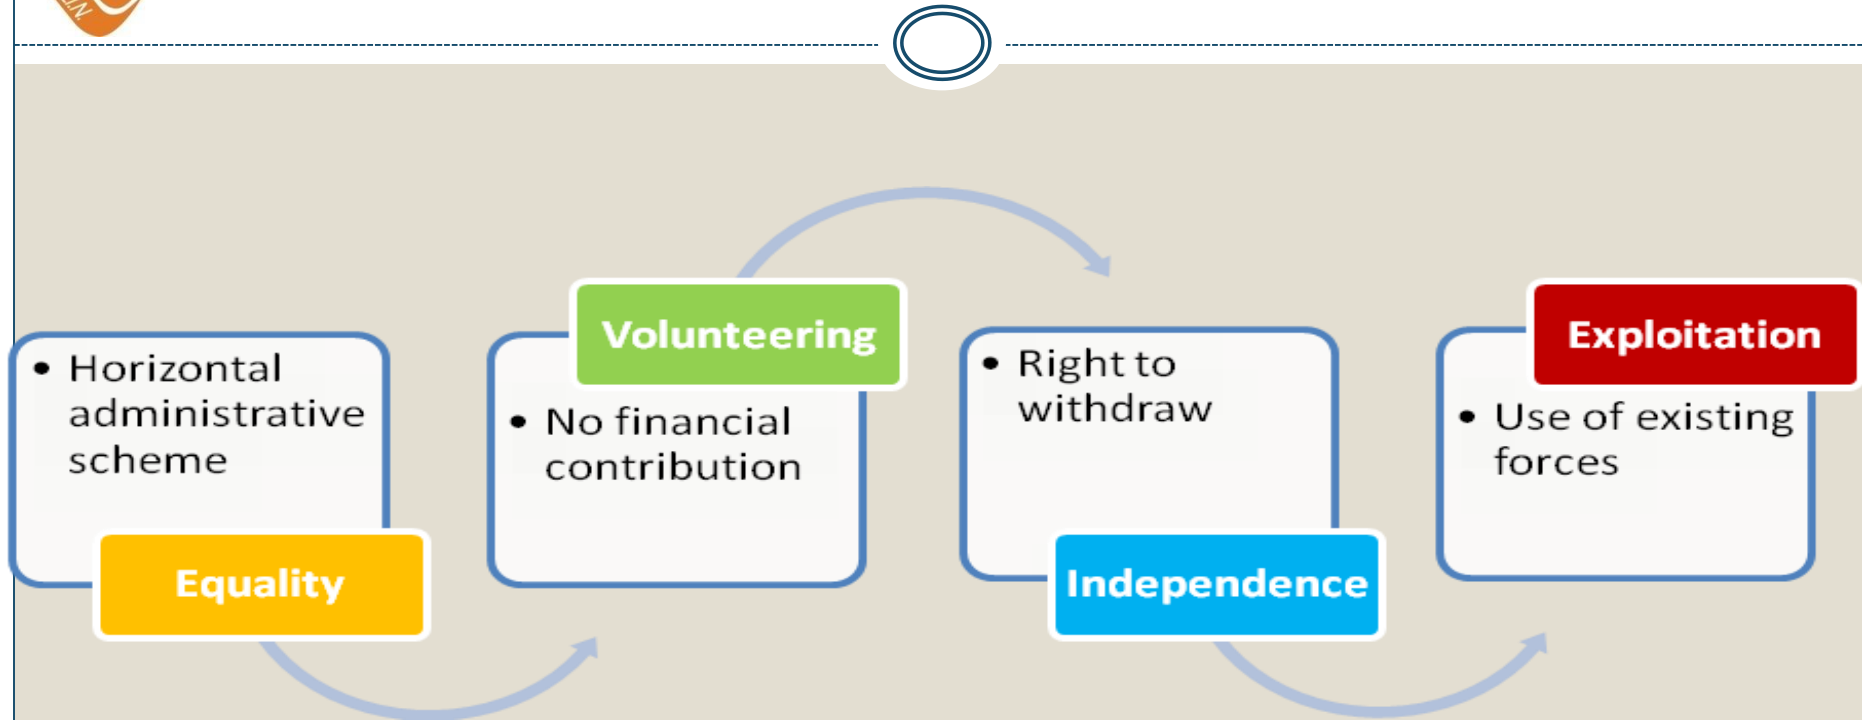 I.N.
• Horizontal
administrative
scheme
Equality
Volunteering
• No financial
contribution
• Right to
withdraw
Independence
Exploitation
• Use of existing
forces